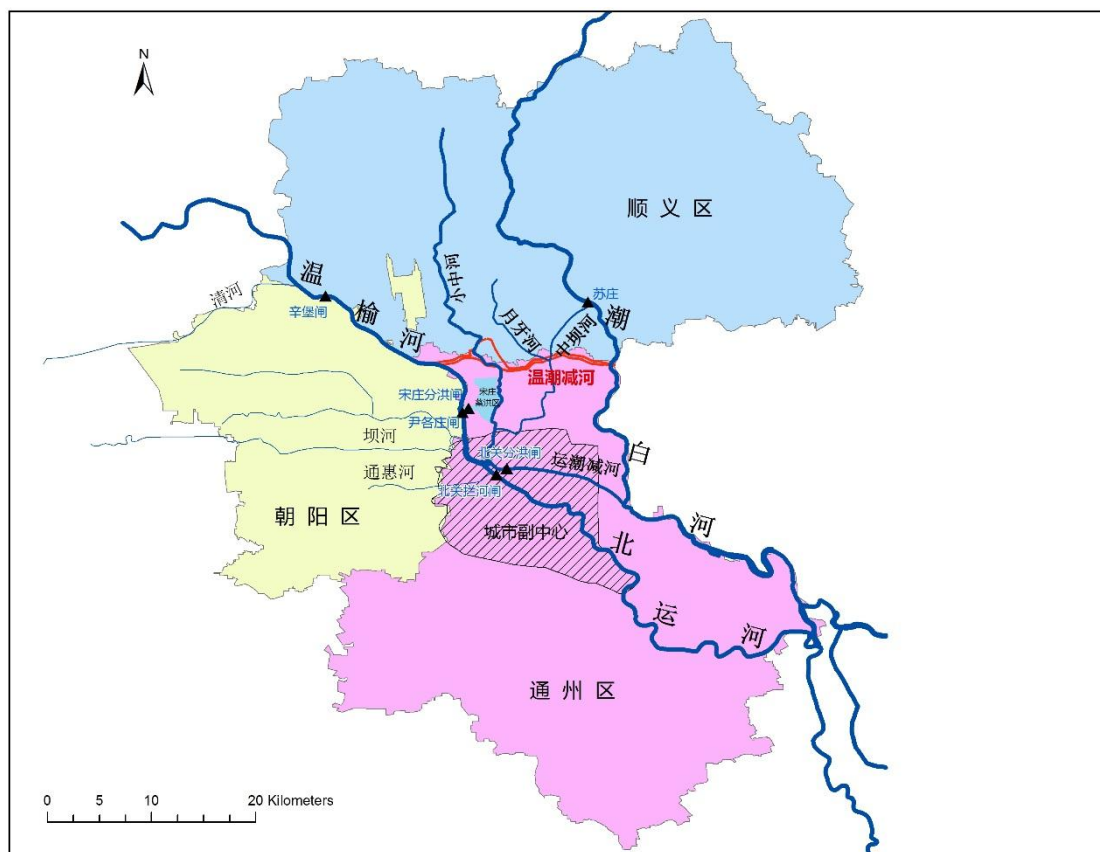 N
顺义区
温
榆
河
清河
辛堡闸
小中河
月牙河
中坝河
苏庄
潮
白
河
温潮减河
宋庄分洪闸
宋庄
蓄洪区
尹各庄闸
坝河
通惠河
北关分洪闸
运潮减河
北关拦河闸
朝阳区
城市副中心
北
运
河
通州区
0 5 10 20 Kilometers